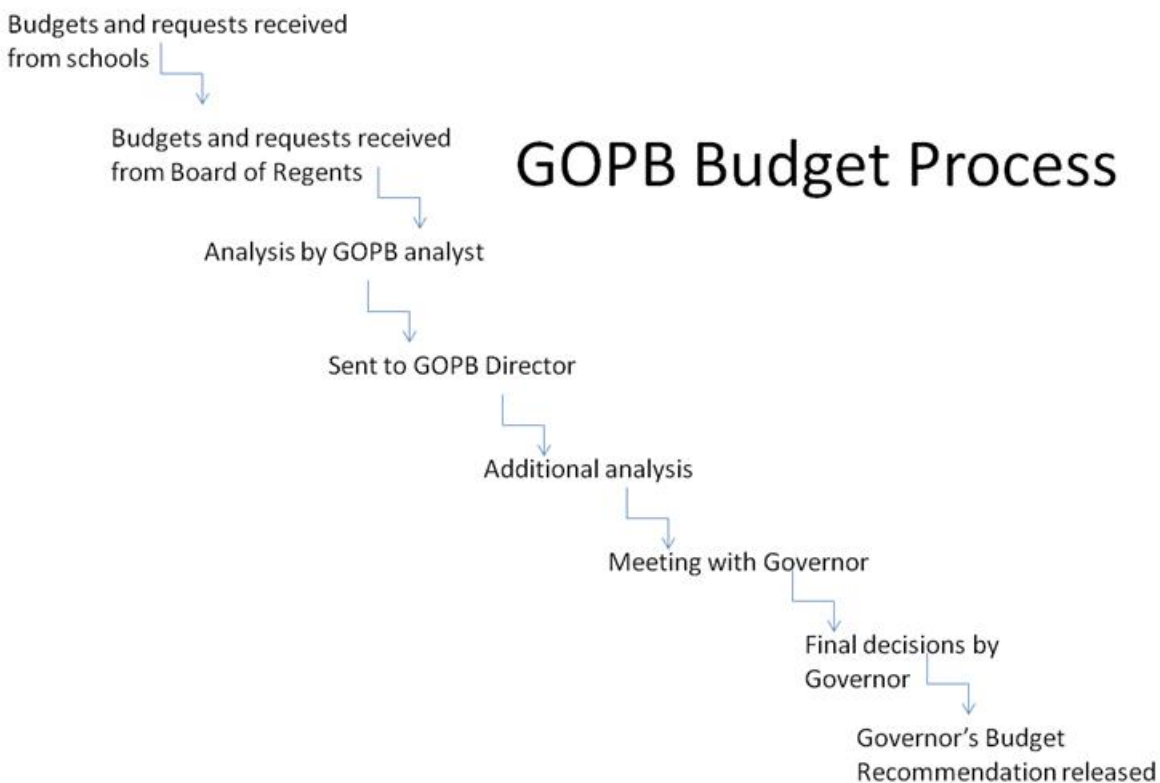 Budgets and requests received
from schools
Budgets and requests received
from Board of Regents
GOPB Budget Process
Analysis by GOPB analyst
Sent to GOPB Director
Additional analysis
Meeting with Governor
Final decisions by
Governor
Governor’s Budget
Recommendation released